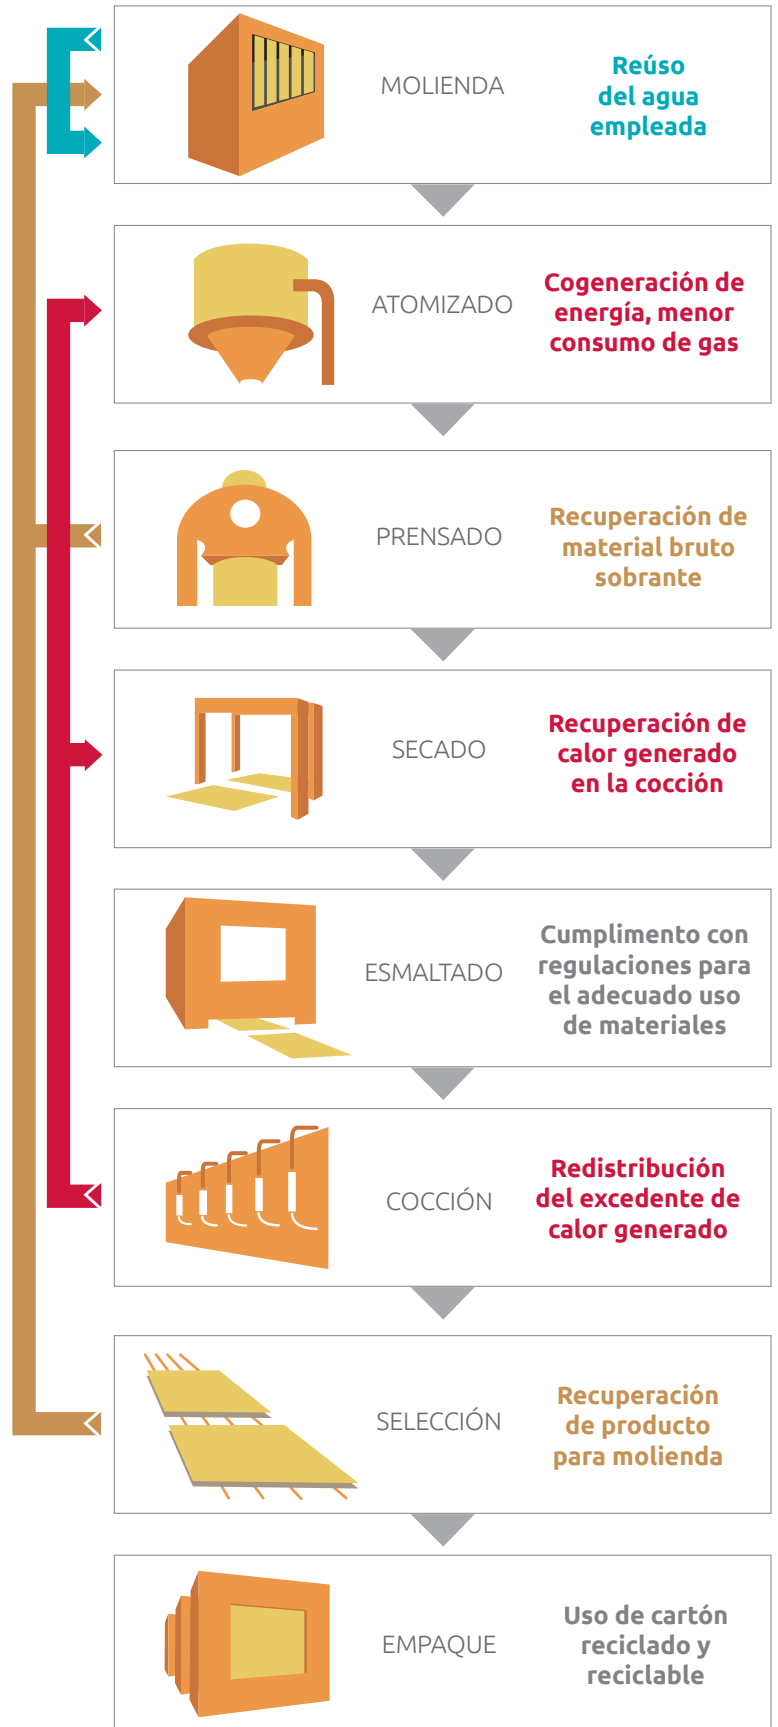 MOLIENDA
Reúso
del agua
empleada
ATOMIZADO
Cogeneración de
energía, menor
consumo de gas
PRENSADO
Recuperación de
material bruto
sobrante
SECADO
Recuperación de
calor generado
en la cocción
ESMALTADO
Cumplimento con
regulaciones para
el adecuado uso
de materiales
COCCIÓN
Redistribución
del excedente de
calor generado
SELECCIÓN
Recuperación
de producto
para molienda
EMPAQUE
Uso de cartón
reciclado y
reciclable